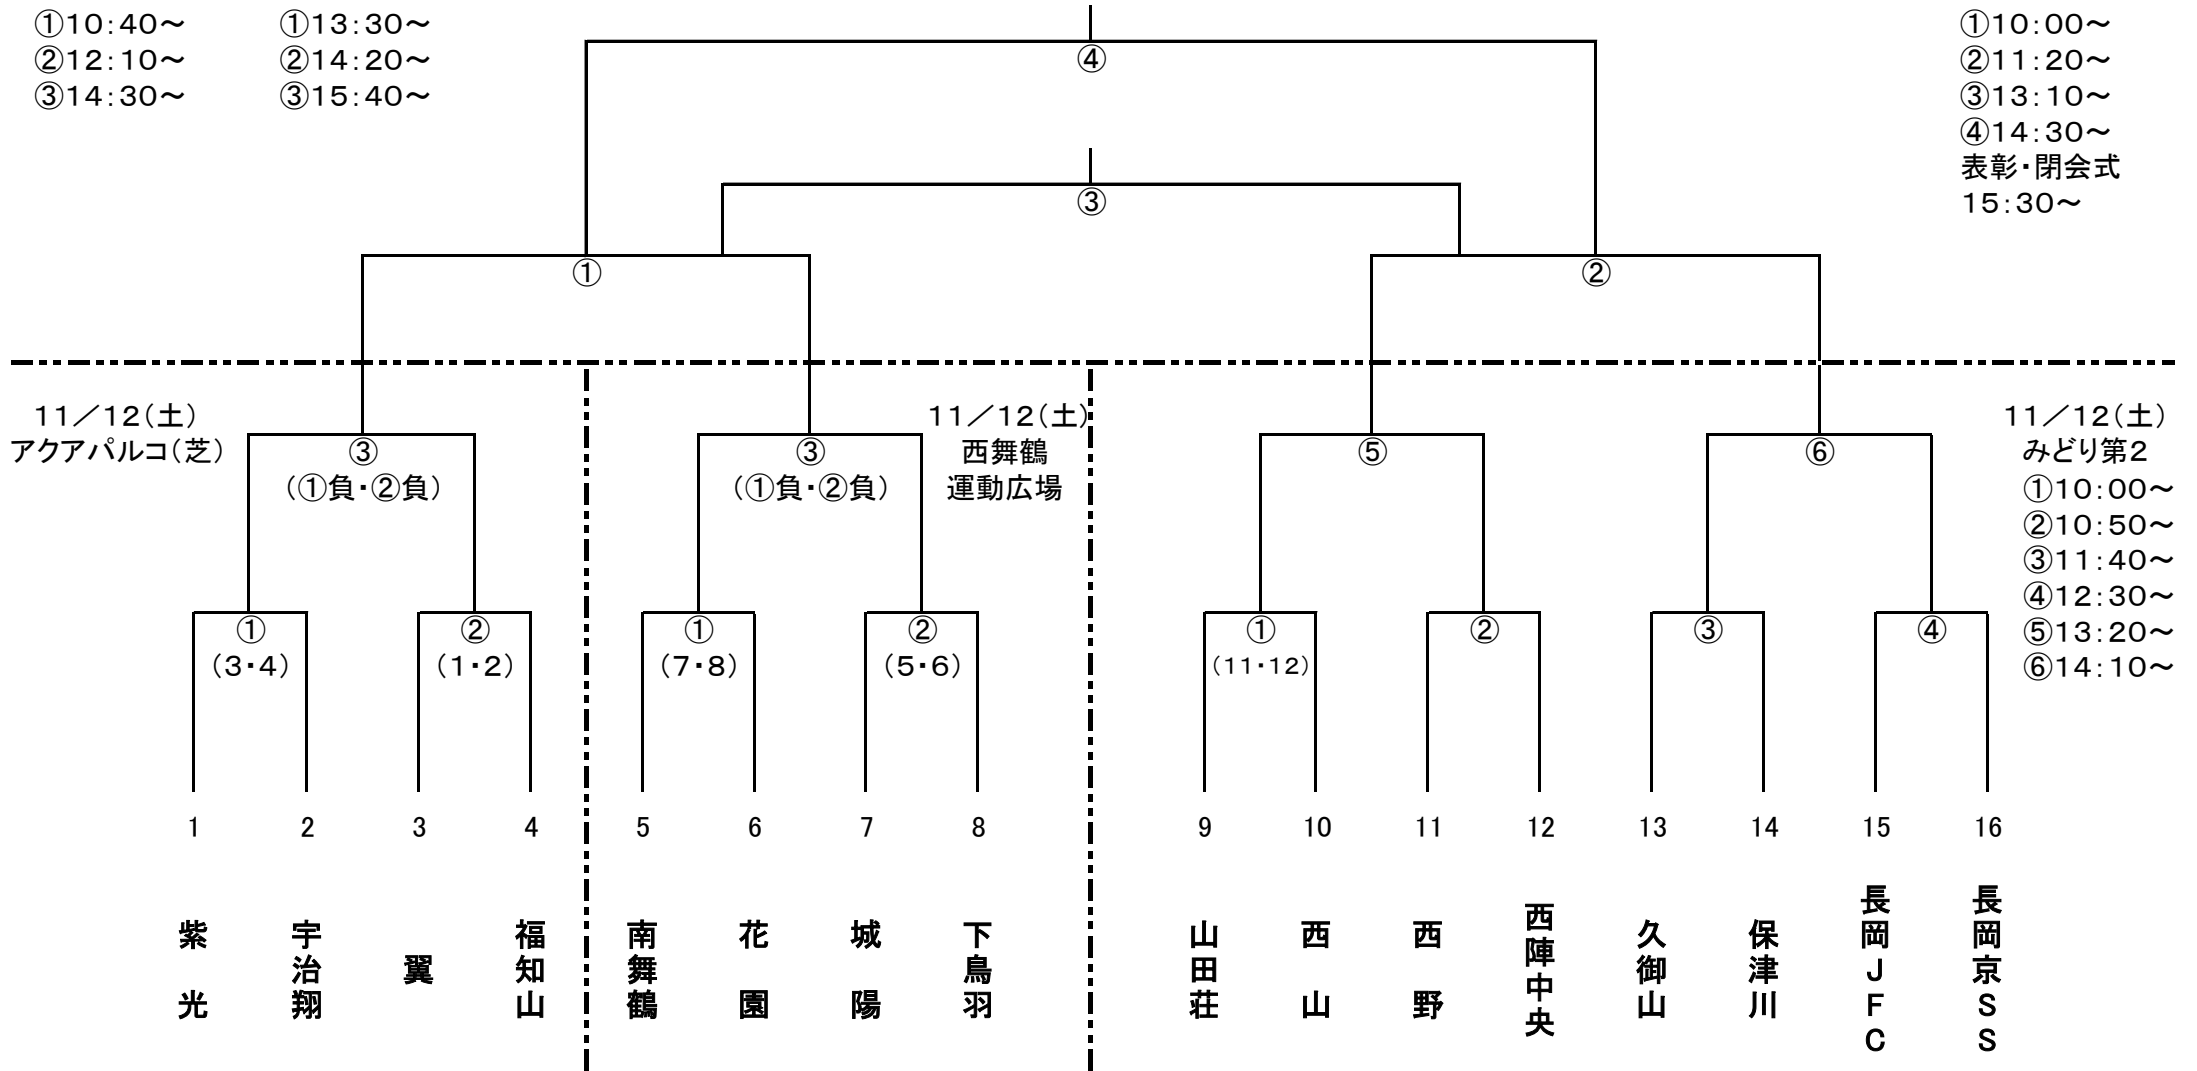 ①10：40～
②12：10～
③14：30～
①13：30～
②14：20～
③15：40～
①10：00～
②11：20～
③13：10～
④14：30～
表彰・閉会式
15：30～
④
③
①
②
11／12（土）
アクアパルコ（芝）
③
（①負・②負）
③
（①負・②負）
11／12（土）
西舞鶴
運動広場
⑤
⑥
11／12（土）
みどり第2
①10：00～
②10：50～
③11：40～
④12：30～
⑤13：20～
⑥14：10～
①
（3・4）
②
（1・2）
①
（7・8）
②
（5・6）
①
（11・12）
②
③
④
1
2
3
4
5
6
7
8
9
10
11
12
13
14
15
16
紫光
宇治翔
翼
福知山
南舞鶴
花園
城陽
下鳥羽
山田荘
西山
西野
西陣中央
久御山
保津川
長岡JFC
長岡京SS